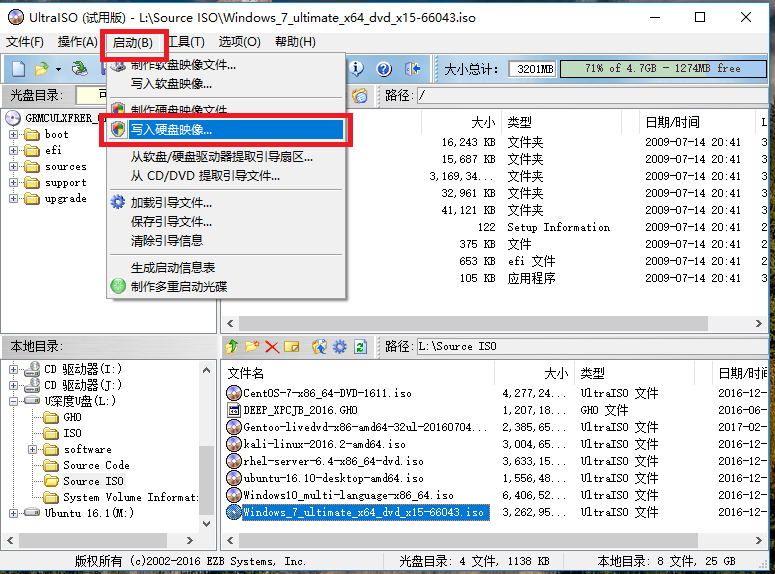 UltraISO (试用版) - L:\Source ISO\Windows_7_ultimate_x64_dvd_x15-66043.iso
文件(F) 操作(A) 启动(B) 工具(T) 选项(O) 帮助(H)
大小总计: 3201MB 71% of 4.7GB - 1274MB free
光盘目录: 可 路径: /
制作软盘映像文件...
写入软盘映像...
制作硬盘映像文件
写入硬盘映像...
从软盘/硬盘驱动器提取引导扇区...
从 CD/DVD 提取引导文件...
加载引导文件...
保存引导文件...
清除引导信息
生成启动信息表
制作多重启动光碟
GRMCULXFRER_
boot
efi
sources
support
upgrade
大小 类型 日期/时间 L
16,243 KB 文件夹 2009-07-14 20:41 3
15,687 KB 文件夹 2009-07-14 20:41 3
3,169,34... 文件夹 2009-07-14 20:41 3
32,961 KB 文件夹 2009-07-14 20:41 3
41,121 KB 文件夹 2009-07-14 20:41 3
122 Setup Information 2009-07-14 20:41 2
375 KB 文件 2009-07-14 20:41 3
653 KB efi 文件 2009-07-14 20:41 2
105 KB 应用程序 2009-07-14 20:41 3
本地目录: 路径: L:\Source ISO
CD 驱动器(I:)
CD 驱动器(J:)
U深度U盘(L:)
GHO
ISO
software
Source Code
Source ISO
System Volume Informat
Ubuntu 16.1(M:)
文件名 大小 类型 日期/时间
CentOS-7-x86_64-DVD-1611.iso 4,277,24... UltraISO 文件 2016-12-
DEEP_XPCJB_2016.GHO 1,207,18... GHO 文件 2016-06-
Gentoo-livedvd-x86-amd64-32ul-20160704... 2,385,65... UltraISO 文件 2017-02-
kali-linux-2016.2-amd64.iso 3,004,65... UltraISO 文件 2016-12-
rhel-server-6.4-x86_64-dvd.iso 3,633,15... UltraISO 文件 2016-12-
ubuntu-16.10-desktop-amd64.iso 1,556,48... UltraISO 文件 2016-12-
Windows10_multi-language-x86_64.iso 6,406,52... UltraISO 文件 2016-12-
Windows_7_ultimate_x64_dvd_x15-66043.iso 3,262,95... UltraISO 文件 2016-12-
版权所有 (c)2002-2016 EZB Systems, Inc. 光盘目录: 4 文件, 1138 KB 本地目录: 8 文件, 25 GB